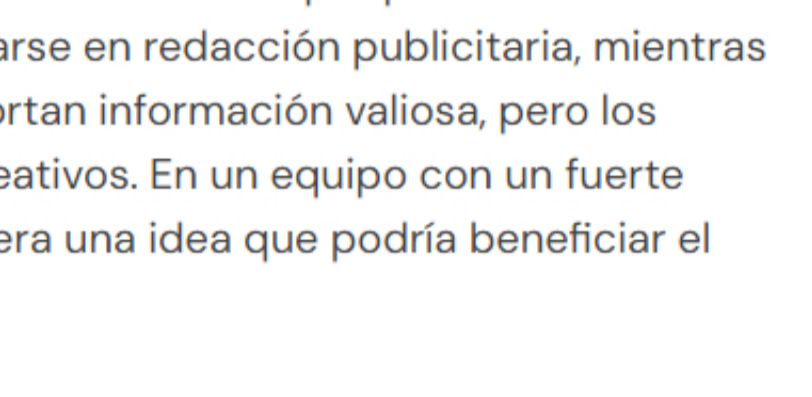 arse en redacción publicitaria, mientras
ortan información valiosa, pero los
eativos. En un equipo con un fuerte
era una idea que podría beneficiar el